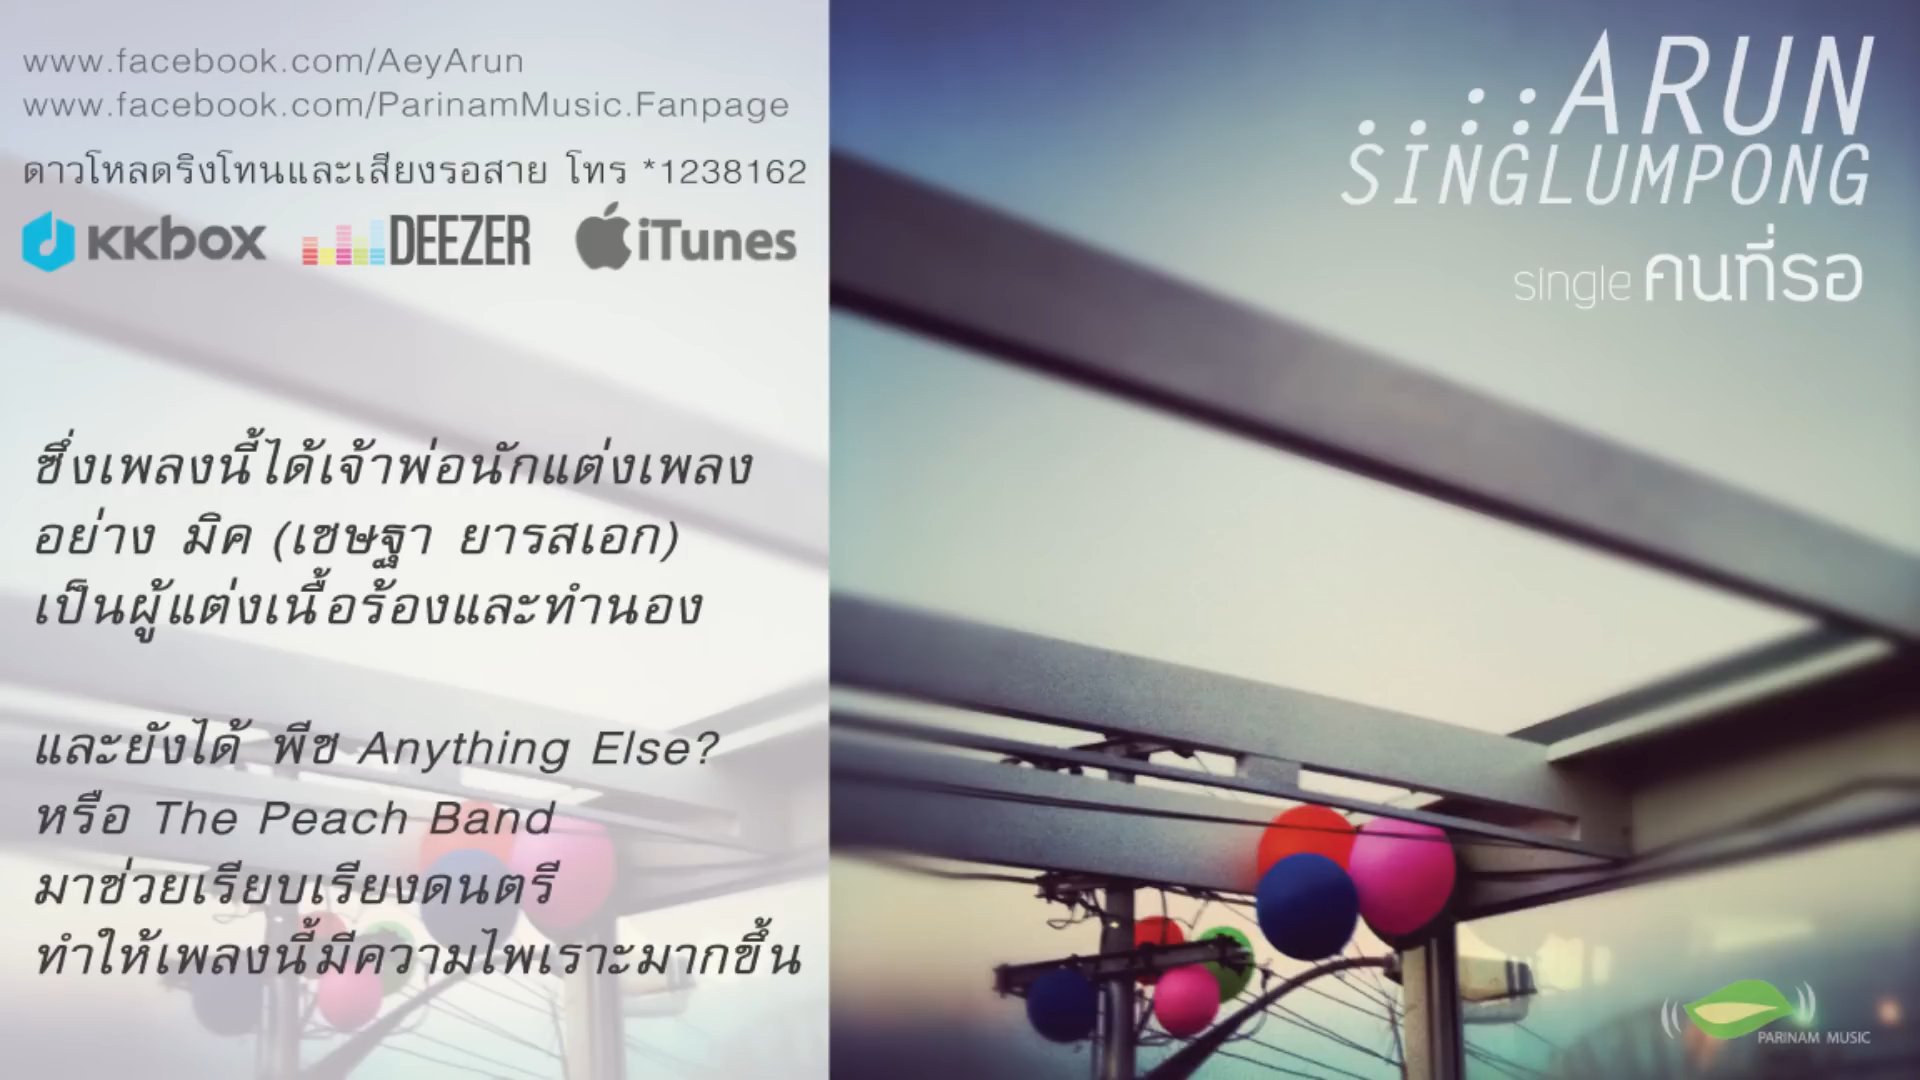 www.facebook.com/AeyArun
www.facebook.com/ParinamMusic.Fanpage
ดาวโหลดริงโทนและเสียงรอสาย โทร *1238162
KKBOX DEEZER iTunes
ซึ่งเพลงนี้ได้เจ้าพ่อนักแต่งเพลง
อย่าง มิค (เชษฐา ยารสเอก)
เป็นผู้แต่งเนื้อร้องและทำนอง
และยังได้ พีช Anything Else?
หรือ The Peach Band
มาช่วยเรียบเรียงดนตรี
ทำให้เพลงนี้มีความไพเราะมากขึ้น
..::ARUN
SINGLUMPONG
single คนที่รอ
PARINAM MUSIC